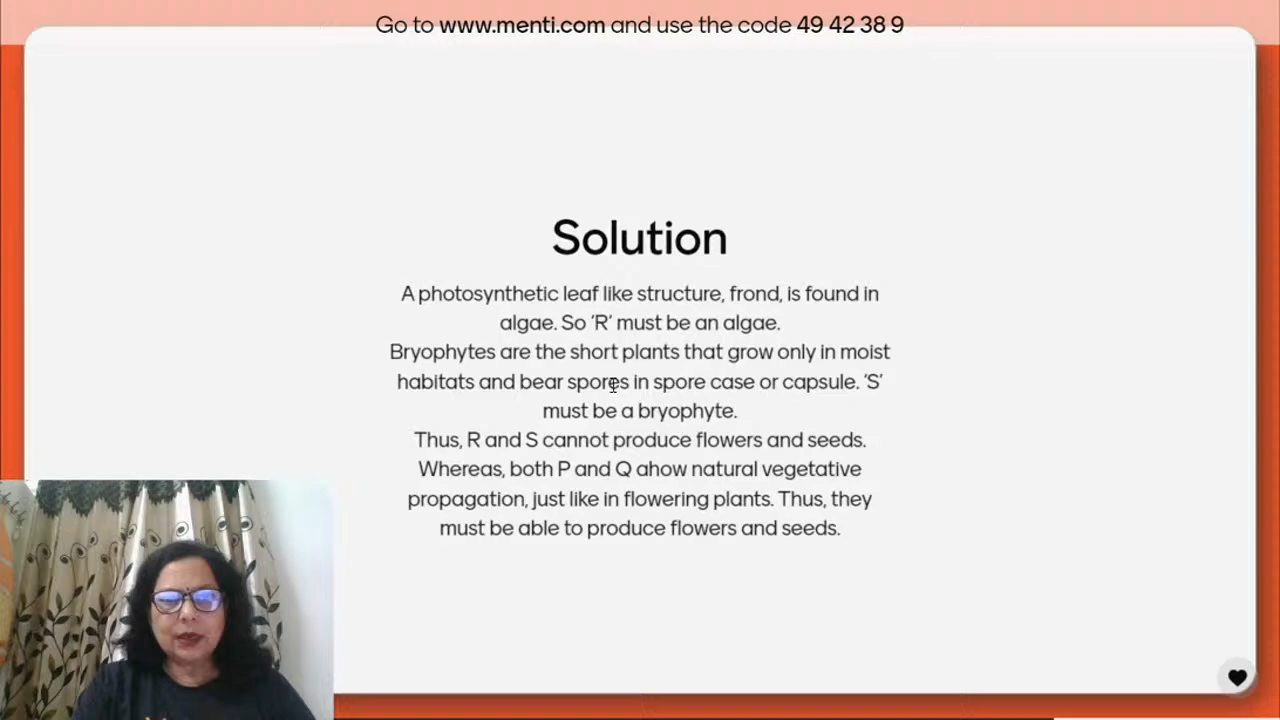 Go to www.menti.com and use the code 49 42 38 9
Solution
A photosynthetic leaf like structure, frond, is found in
algae. So 'R' must be an algae.
Bryophytes are the short plants that grow only in moist
habitats and bear spores in spore case or capsule. 'S'
must be a bryophyte.
Thus, R and S cannot produce flowers and seeds.
Whereas, both P and Q ahow natural vegetative
propagation, just like in flowering plants. Thus, they
must be able to produce flowers and seeds.